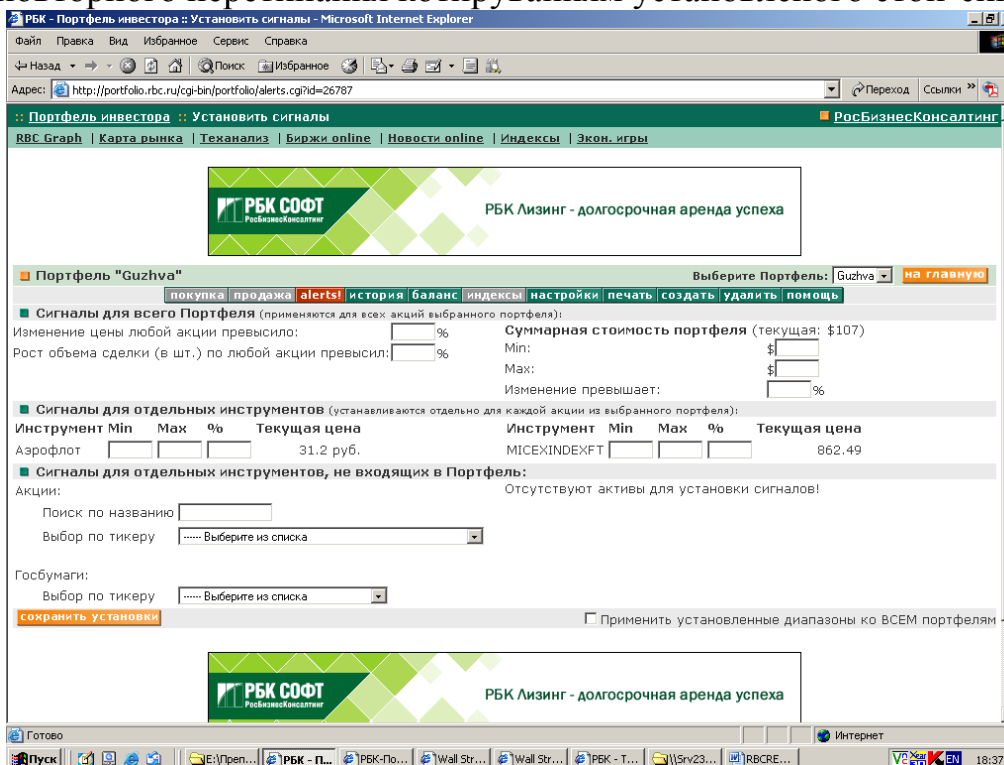 повторного пересічання котируванням установленого стоп-сиг
РБК - Портфель инвестора :: Установить сигналы - Microsoft Internet Explorer
Файл Правка Вид Избранное Сервис Справка
Назад Поиск Избранное
Адрес: http://portfolio.rbc.ru/cgi-bin/portfolio/alerts.cgi?id=26787 Переход Ссылки »
:: Портфель инвестора :: Установить сигналы РосБизнесКонсалтинг
RBC Graph | Карта рынка | Теханализ | Биржи online | Новости online | Индексы | Экон. игры
РБК СОФТ
РосБизнесКонсалтинг
РБК Лизинг - долгосрочная аренда успеха
Портфель "Guzhva" Выберите Портфель: Guzhva на главную
покупка продажа alerts! история баланс индексы настройки печать создать удалить помощь
Сигналы для всего Портфеля (применяются для всех акций выбранного портфеля):
Изменение цены любой акции превысило: % Суммарная стоимость портфеля (текущая: $107)
Рост объема сделки (в шт.) по любой акции превысил: % Min: $
Max: $
Изменение превышает: %
Сигналы для отдельных инструментов (устанавливаются отдельно для каждой акции из выбранного портфеля):
Инструмент Min Max % Текущая цена Инструмент Min Max % Текущая цена
Аэрофлот 31.2 руб. MICEXINDEXFT 862.49
Сигналы для отдельных инструментов, не входящих в Портфель:
Акции: Отсутствуют активы для установки сигналов!
Поиск по названию
Выбор по тикеру ----- Выберите из списка
Госбумаги:
Выбор по тикеру ----- Выберите из списка
сохранить установки Применить установленные диапазоны ко ВСЕМ портфелям
РБК СОФТ
РосБизнесКонсалтинг
РБК Лизинг - долгосрочная аренда успеха
Готово Интернет
Пуск E:\Преп... РБК - П... РБК-По... Wall Str... Wall Str... РБК - Т... \\Srv23... RBCRE... EN 18:37